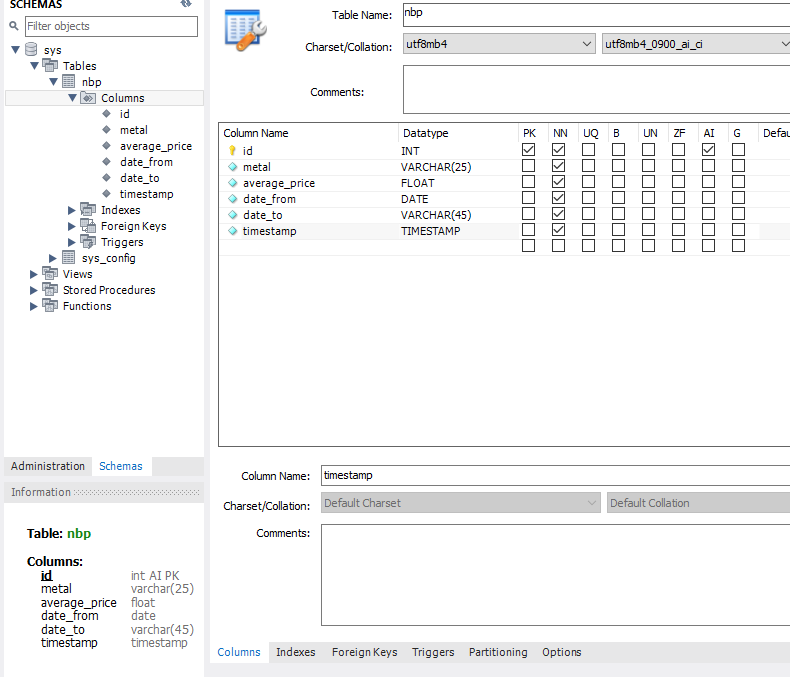 SCHEMAS
Filter objects
sys
Tables
nbp
Columns
id
metal
average_price
date_from
date_to
timestamp
Indexes
Foreign Keys
Triggers
sys_config
Views
Stored Procedures
Functions
Administration Schemas
Information
Table: nbp
Columns:
id int AI PK
metal varchar(25)
average_price float
date_from date
date_to varchar(45)
timestamp timestamp
Table Name: nbp
Charset/Collation: utf8mb4 utf8mb4_0900_ai_ci
Comments:
Column Name Datatype PK NN UQ B UN ZF AI G Defau
id INT
metal VARCHAR(25)
average_price FLOAT
date_from DATE
date_to VARCHAR(45)
timestamp TIMESTAMP
Column Name: timestamp
Charset/Collation: Default Charset Default Collation
Comments:
Columns Indexes Foreign Keys Triggers Partitioning Options